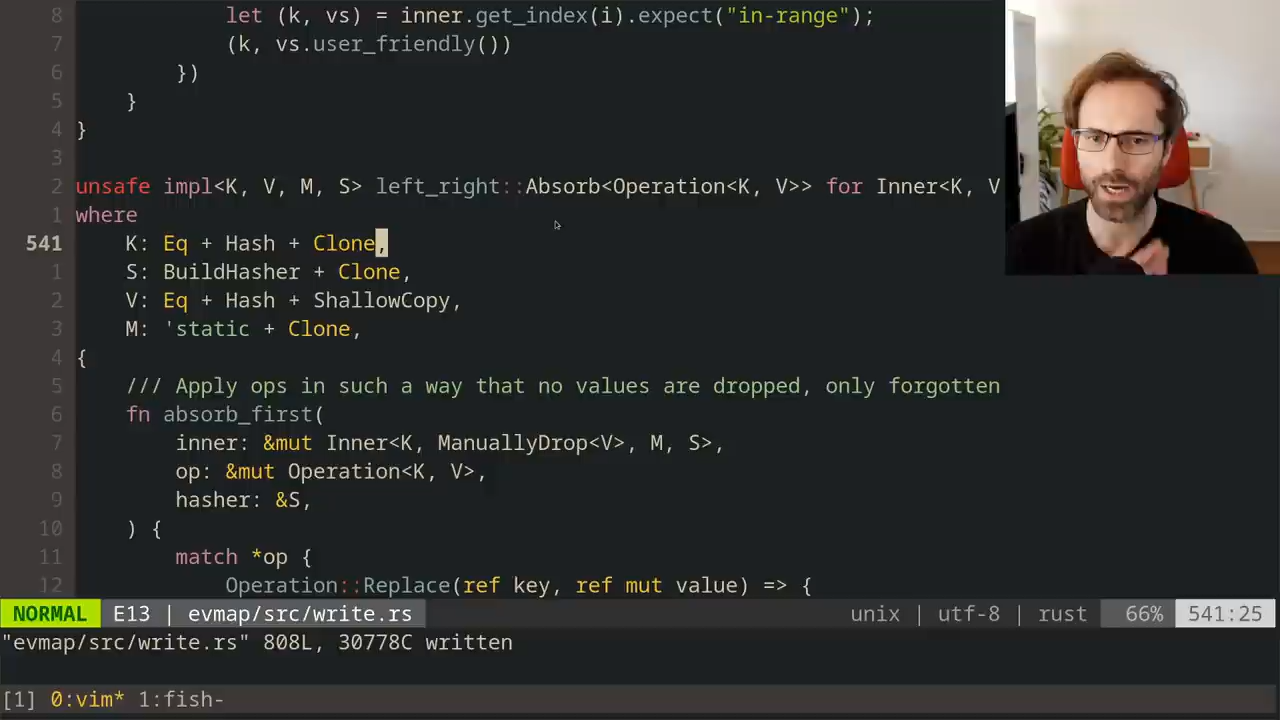 8             let (k, vs) = inner.get_index(i).expect("in-range");
7             (k, vs.user_friendly())
6         })
5     }
4 }
3
2 unsafe impl<K, V, M, S> left_right::Absorb<Operation<K, V>> for Inner<K, V
1 where
541     K: Eq + Hash + Clone,
1     S: BuildHasher + Clone,
2     V: Eq + Hash + ShallowCopy,
3     M: 'static + Clone,
4 {
5     /// Apply ops in such a way that no values are dropped, only forgotten
6     fn absorb_first(
7         inner: &mut Inner<K, ManuallyDrop<V>, M, S>,
8         op: &mut Operation<K, V>,
9         hasher: &S,
10     ) {
11         match *op {
12             Operation::Replace(ref key, ref mut value) => {
NORMAL E13 | evmap/src/write.rs unix | utf-8 | rust 66% 541:25
"evmap/src/write.rs" 808L, 30778C written
[1] 0:vim* 1:fish-